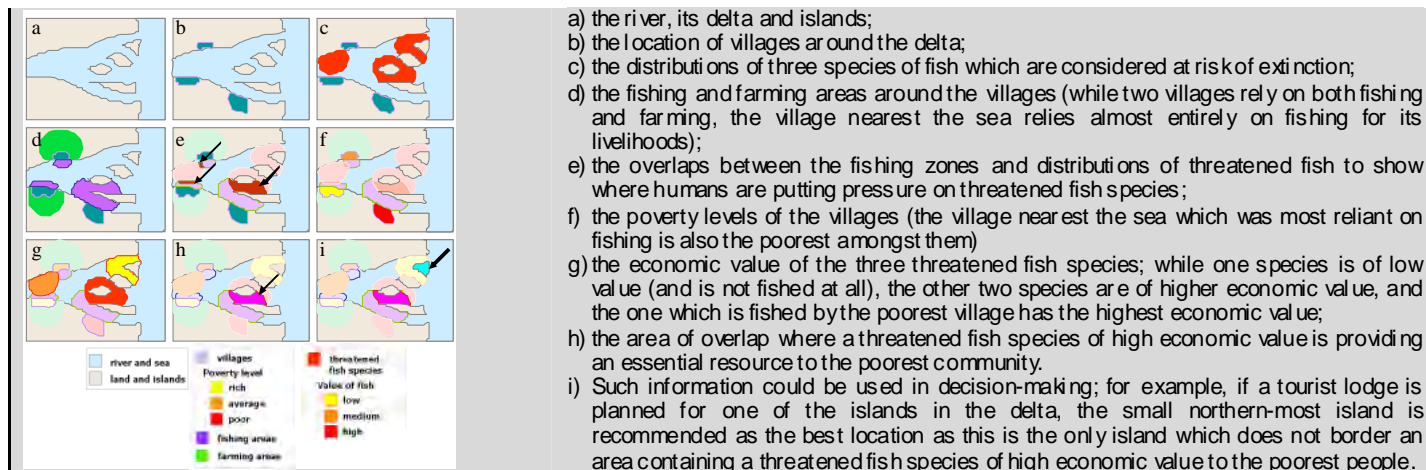 a
b
c
d
e
f
g
h
i
river and sea
land and islands
villages
Poverty level
rich
average
poor
fishing areas
farming areas
threatened
fish species
Value of fish
low
medium
high
a) the river, its delta and islands;
b) the location of villages around the delta;
c) the distributions of three species of fish which are considered at risk of extinction;
d) the fishing and farming areas around the villages (while two villages rely on both fishing
and farming, the village nearest the sea relies almost entirely on fishing for its
livelihoods);
e) the overlaps between the fishing zones and distributions of threatened fish to show
where humans are putting pressure on threatened fish species;
f) the poverty levels of the villages (the village nearest the sea which was most reliant on
fishing is also the poorest amongst them)
g) the economic value of the three threatened fish species; while one species is of low
value (and is not fished at all), the other two species are of higher economic value, and
the one which is fished by the poorest village has the highest economic value;
h) the area of overlap where a threatened fish species of high economic value is providing
an essential resource to the poorest community.
i) Such information could be used in decision-making; for example, if a tourist lodge is
planned for one of the islands in the delta, the small northern-most island is
recommended as the best location as this is the only island which does not border an
area containing a threatened fish species of high economic value to the poorest people.